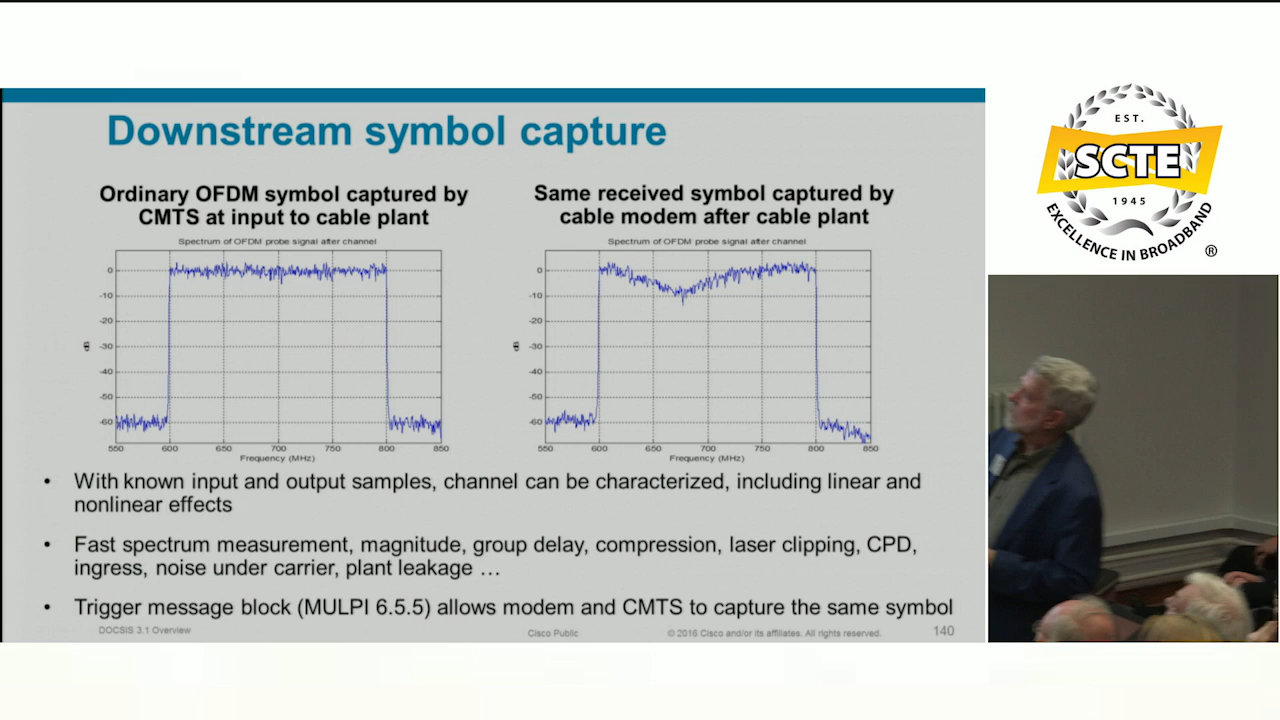 Downstream symbol capture
Ordinary OFDM symbol captured by
CMTS at input to cable plant
Spectrum of OFDM probe signal after channel
0
-10
-20
-30
-40
-50
-60
dB
550 600 650 700 750 800 850
Frequency (MHz)
Same received symbol captured by
cable modem after cable plant
Spectrum of OFDM probe signal after channel
0
-10
-20
-30
-40
-50
-60
dB
550 600 650 700 750 800 850
Frequency (MHz)
• With known input and output samples, channel can be characterized, including linear and
nonlinear effects
• Fast spectrum measurement, magnitude, group delay, compression, laser clipping, CPD,
ingress, noise under carrier, plant leakage …
• Trigger message block (MULPI 6.5.5) allows modem and CMTS to capture the same symbol
DOCSIS 3.1 Overview
Cisco Public
© 2016 Cisco and/or its affiliates. All rights reserved.
140
EST.
SCTE
1945
EXCELLENCE IN BROADBAND
®